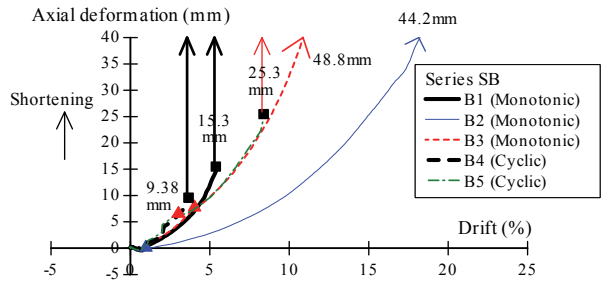 Axial deformation (mm)
44.2mm
40
35
30
25
20
15
10
5
0
-5
Shortening
9.38
mm
15.3
mm
25.3
mm
48.8mm
Series SB
B1 (Monotonic)
B2 (Monotonic)
B3 (Monotonic)
B4 (Cyclic)
B5 (Cyclic)
Drift (%)
-5 0 5 10 15 20 25